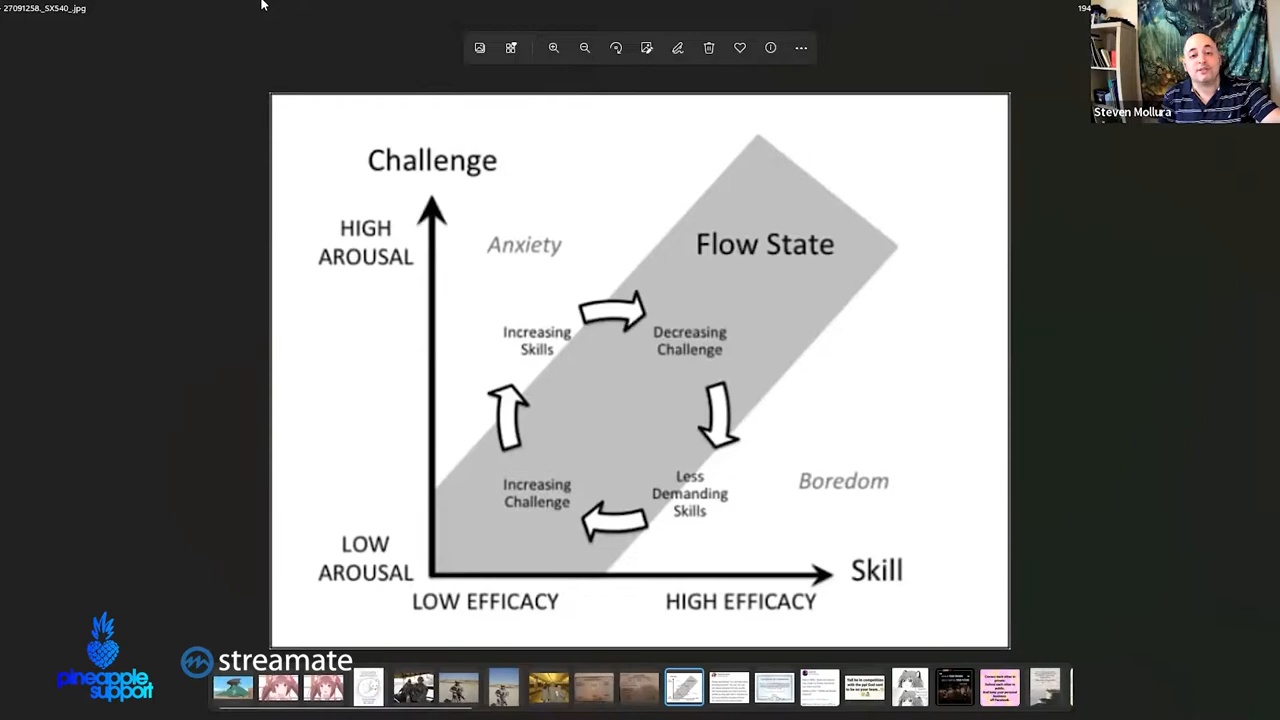 27091258._SX540_.jpg
194
Steven Mollura
Challenge
HIGH
AROUSAL
Anxiety
Flow State
Increasing
Skills
Decreasing
Challenge
Increasing
Challenge
Less
Demanding
Skills
Boredom
LOW
AROUSAL
Skill
LOW EFFICACY
HIGH EFFICACY
pineapple
support
streamate